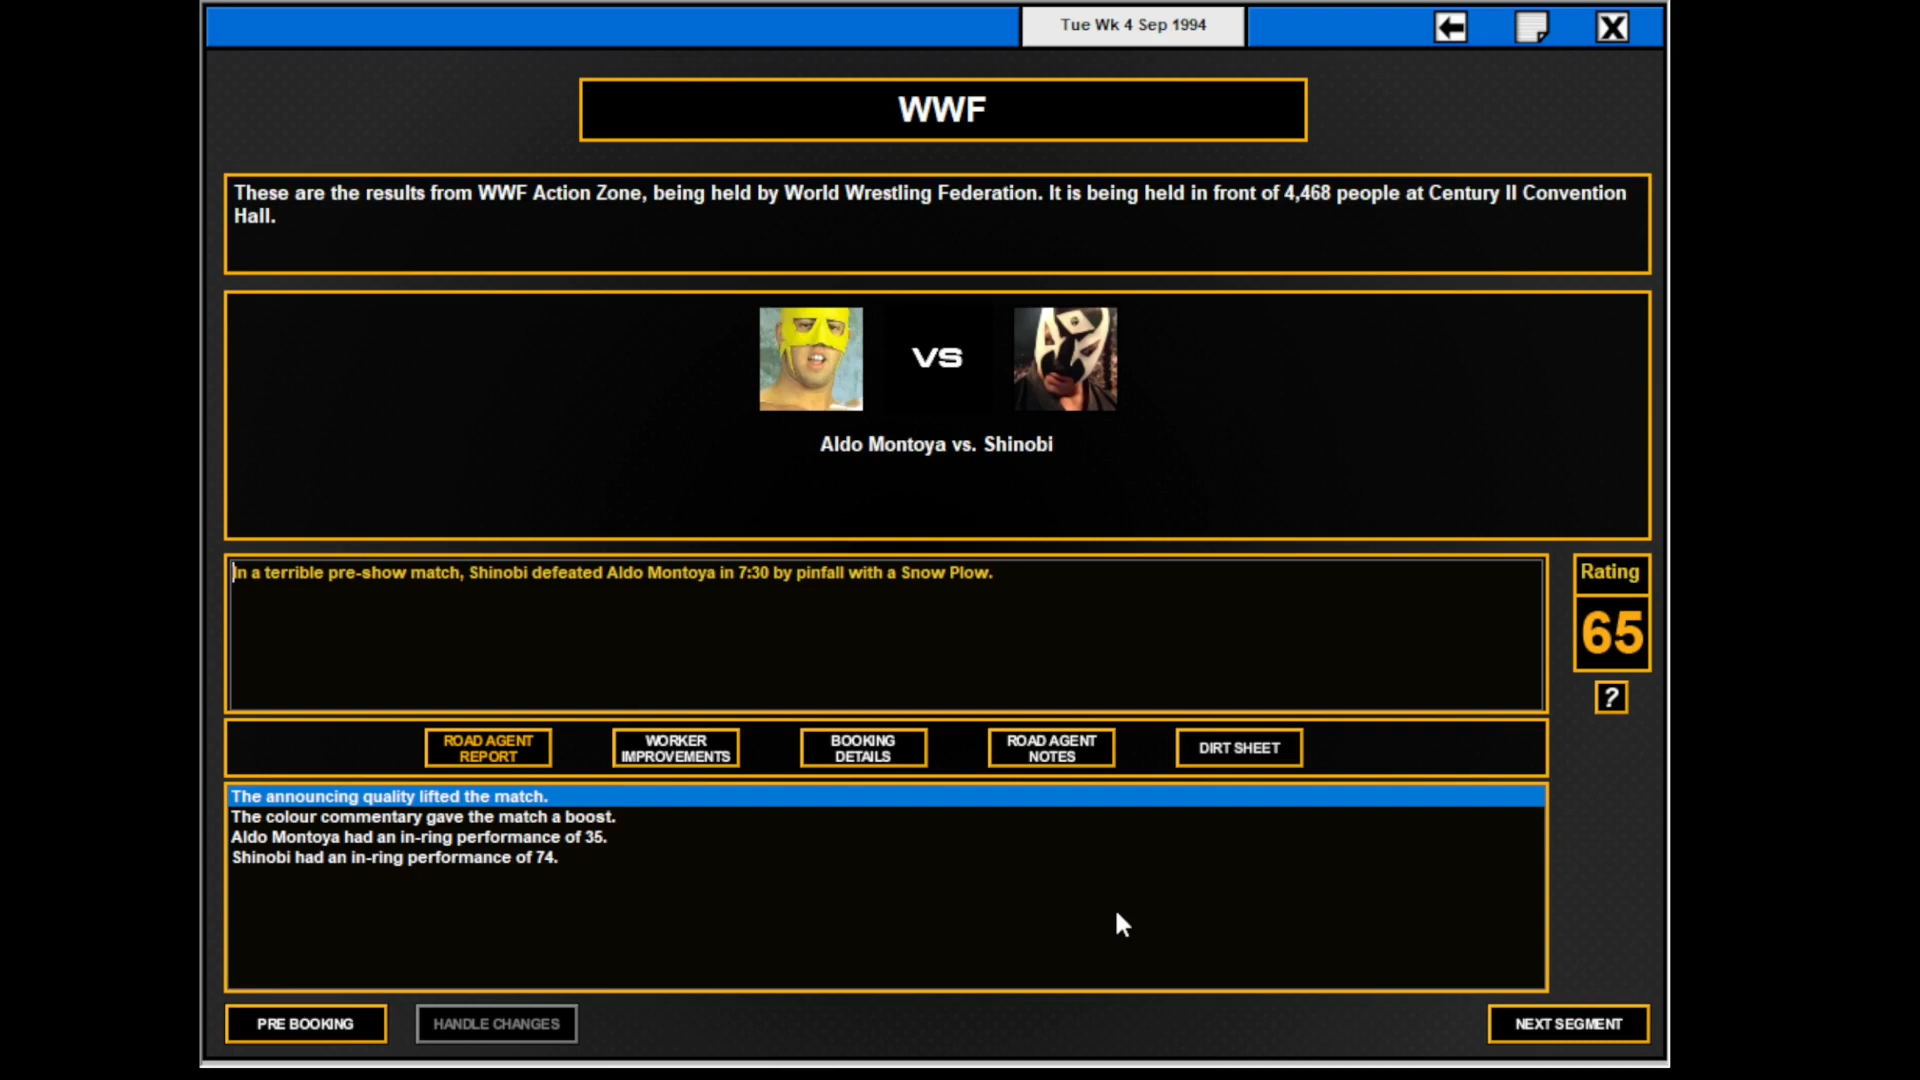 Tue Wk 4 Sep 1994
WWF
These are the results from WWF Action Zone, being held by World Wrestling Federation. It is being held in front of 4,468 people at Century II Convention
Hall.
VS
Aldo Montoya vs. Shinobi
In a terrible pre-show match, Shinobi defeated Aldo Montoya in 7:30 by pinfall with a Snow Plow.
Rating
65
?
ROAD AGENT
REPORT
WORKER
IMPROVEMENTS
BOOKING
DETAILS
ROAD AGENT
NOTES
DIRT SHEET
The announcing quality lifted the match.
The colour commentary gave the match a boost.
Aldo Montoya had an in-ring performance of 35.
Shinobi had an in-ring performance of 74.
PRE BOOKING
HANDLE CHANGES
NEXT SEGMENT